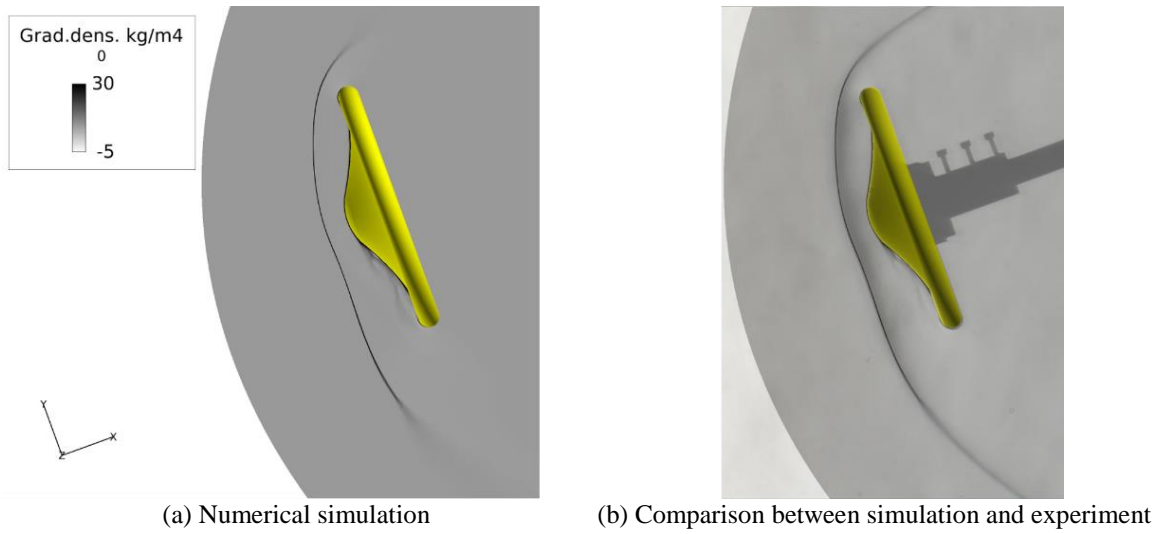 Grad.dens. kg/m4
0
30
-5
Y
X
Z
(a) Numerical simulation
(b) Comparison between simulation and experiment